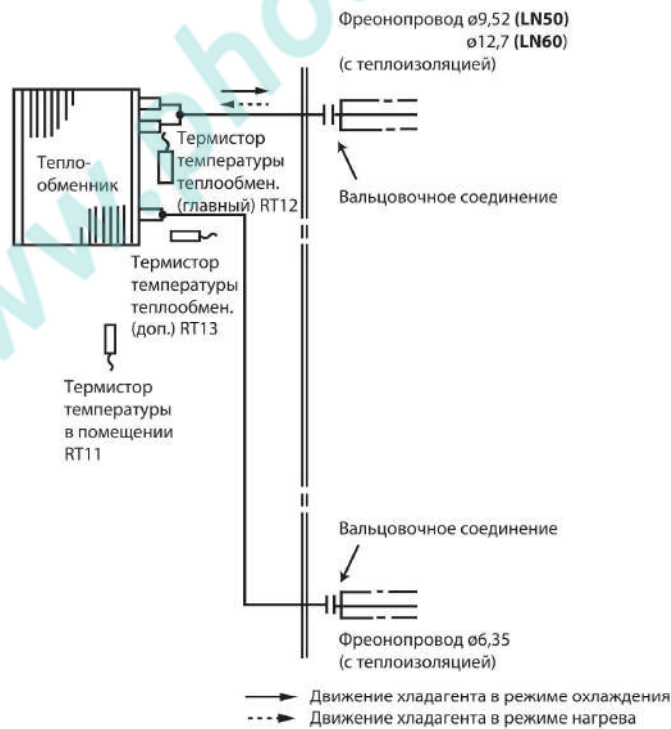 Фреонопровод ø9,52 (LN50)
ø12,7 (LN60)
(с теплоизоляцией)
Тепло-
обменник
Термистор
температуры
теплообмен.
(главный) RT12
Вальцовочное соединение
Термистор
температуры
теплообмен.
(доп.) RT13
Термистор
температуры
в помещении
RT11
Вальцовочное соединение
Фреонопровод ø6,35
(с теплоизоляцией)
Движение хладагента в режиме охлаждения
Движение хладагента в режиме нагрева
www.pho